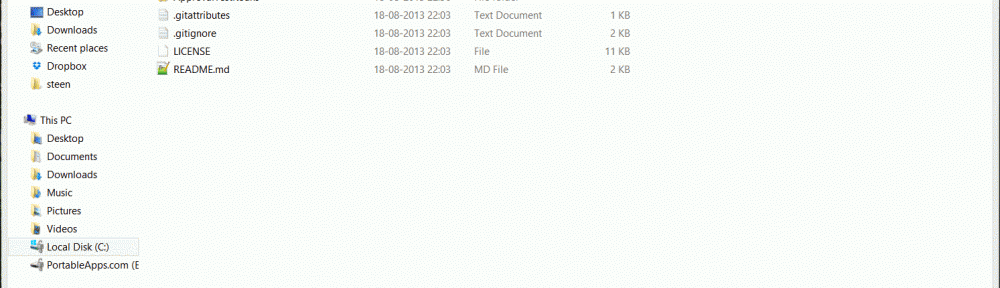 Desktop
Downloads
Recent places
Dropbox
steen
This PC
Desktop
Documents
Downloads
Music
Pictures
Videos
Local Disk (C:)
PortableApps.com (E
.gitattributes 18-08-2013 22:03 Text Document 1 KB
.gitignore 18-08-2013 22:03 Text Document 2 KB
LICENSE 18-08-2013 22:03 File 11 KB
README.md 18-08-2013 22:03 MD File 2 KB